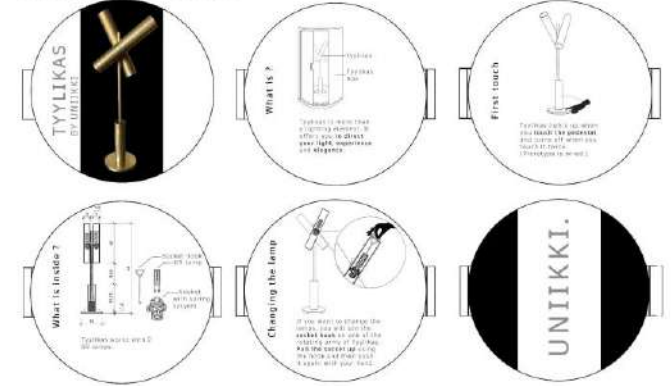 TYYLIKAS
BY UNIIKKI
What is ?
Tyylikas
Tyylikas
Box
Tyylikas is more than
a lighting element. It
offers you to direct
your light, experience
and elegance.
First touch
Tyylikas lights up when
you touch the pedestal
and turns off when you
touch it twice.
What is inside ?
socket hook
socket
with spring
system
Tyylikas works with 2
Changing the lamp
If you want to change the
lamps, you will see the
socket hook on one of the
rotating arms of Tyylikas.
Pull the socket up using
the hook and then push
it again with your hand.
UNIIKKI.